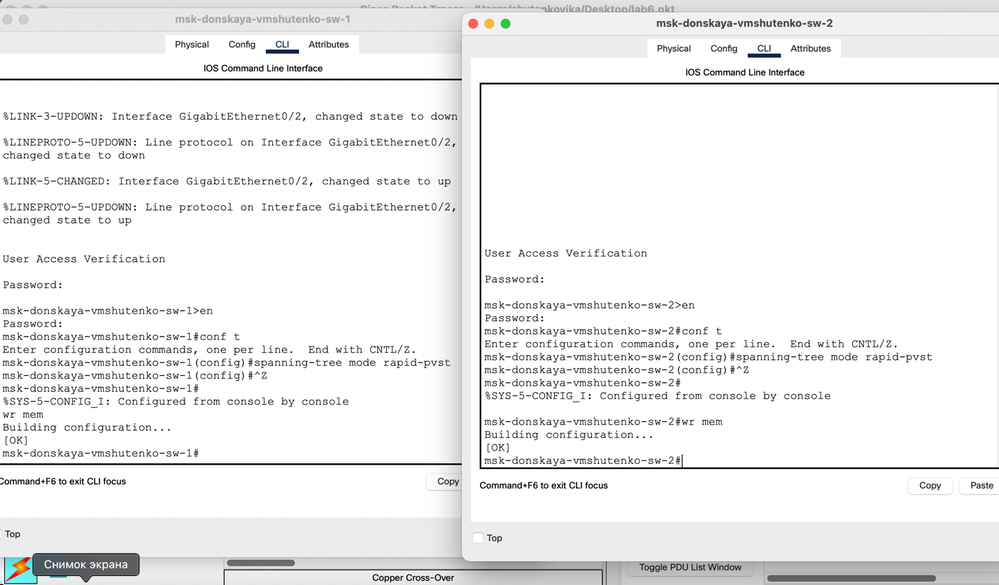 Cisco Packet Tracer - /Users/shutenkovika/Desktop/lab6.pkt
msk-donskaya-vmshutenko-sw-1
Physical Config CLI Attributes
IOS Command Line Interface
%LINK-3-UPDOWN: Interface GigabitEthernet0/2, changed state to down
%LINEPROTO-5-UPDOWN: Line protocol on Interface GigabitEthernet0/2,
changed state to down
%LINK-5-CHANGED: Interface GigabitEthernet0/2, changed state to up
%LINEPROTO-5-UPDOWN: Line protocol on Interface GigabitEthernet0/2,
changed state to up
User Access Verification
Password:
msk-donskaya-vmshutenko-sw-1>en
Password:
msk-donskaya-vmshutenko-sw-1#conf t
Enter configuration commands, one per line.  End with CNTL/Z.
msk-donskaya-vmshutenko-sw-1(config)#spanning-tree mode rapid-pvst
msk-donskaya-vmshutenko-sw-1(config)#^Z
msk-donskaya-vmshutenko-sw-1#
%SYS-5-CONFIG_I: Configured from console by console
wr mem
Building configuration...
[OK]
msk-donskaya-vmshutenko-sw-1#
Command+F6 to exit CLI focus
Copy
Top
Снимок экрана
msk-donskaya-vmshutenko-sw-2
Physical Config CLI Attributes
IOS Command Line Interface
User Access Verification
Password:
msk-donskaya-vmshutenko-sw-2>en
Password:
msk-donskaya-vmshutenko-sw-2#conf t
Enter configuration commands, one per line.  End with CNTL/Z.
msk-donskaya-vmshutenko-sw-2(config)#spanning-tree mode rapid-pvst
msk-donskaya-vmshutenko-sw-2(config)#^Z
msk-donskaya-vmshutenko-sw-2#
%SYS-5-CONFIG_I: Configured from console by console
msk-donskaya-vmshutenko-sw-2#wr mem
Building configuration...
[OK]
msk-donskaya-vmshutenko-sw-2#
Command+F6 to exit CLI focus
Copy Paste
Top
Copper Cross-Over
Toggle PDU List Window